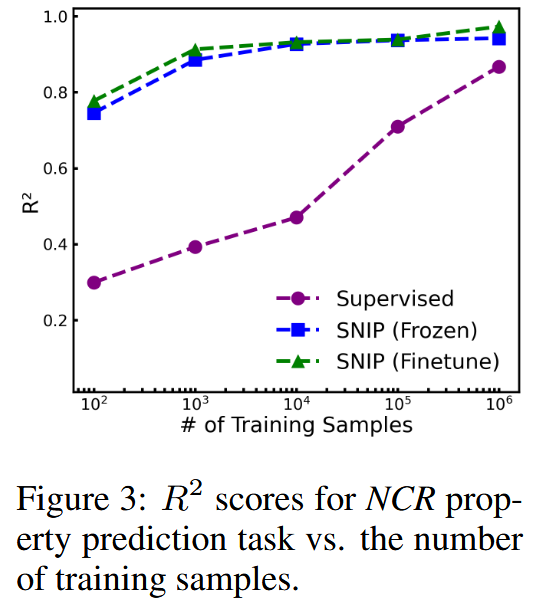 1.0
0.8
0.6
0.4
0.2
R²
Supervised
SNIP (Frozen)
SNIP (Finetune)
10² 10³ 10⁴ 10⁵ 10⁶
# of Training Samples
Figure 3: R² scores for NCR prop-
erty prediction task vs. the number
of training samples.